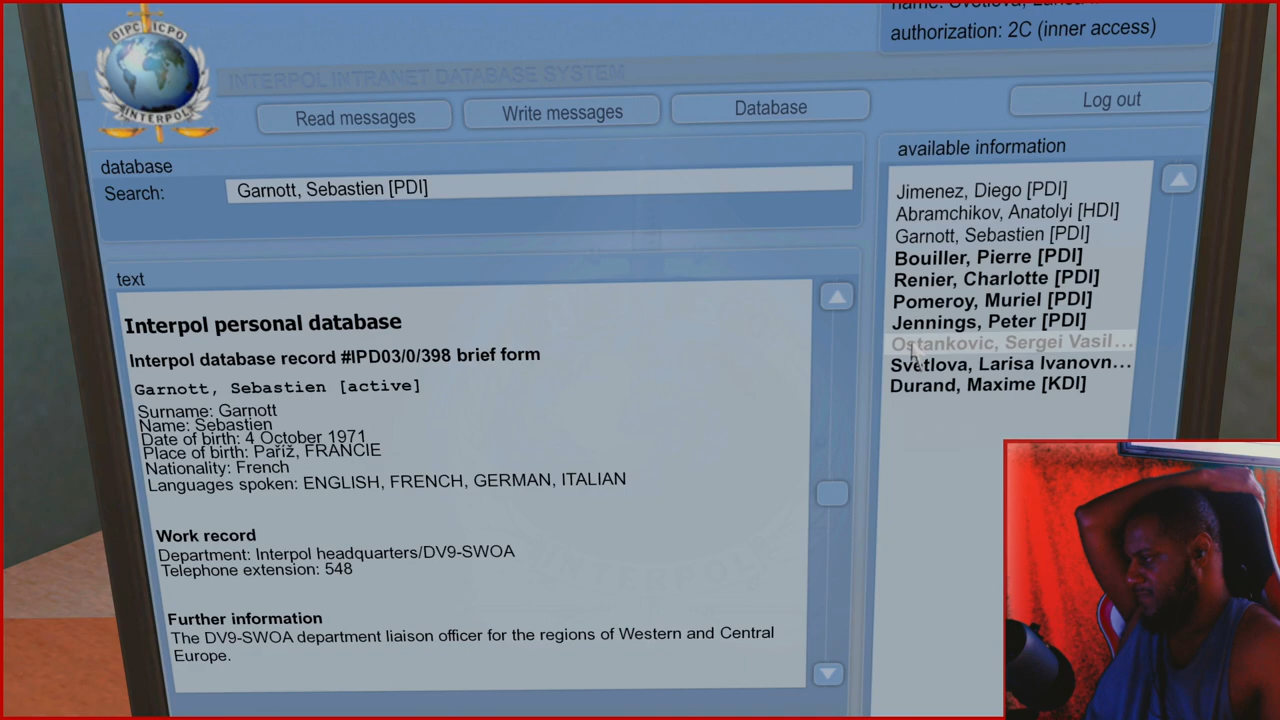 OIPC ICPO
INTERPOL
INTERPOL INTRANET DATABASE SYSTEM
authorization: 2C (inner access)
Read messages
Write messages
Database
Log out
database
Search:
Garnott, Sebastien [PDI]
available information
Jimenez, Diego [PDI]
Abramchikov, Anatolyi [HDI]
Garnott, Sebastien [PDI]
Bouiller, Pierre [PDI]
Renier, Charlotte [PDI]
Pomeroy, Muriel [PDI]
Jennings, Peter [PDI]
Ostankovic, Sergei Vasil...
Svetlova, Larisa Ivanovn...
Durand, Maxime [KDI]
text
Interpol personal database
Interpol database record #IPD03/0/398 brief form
Garnott, Sebastien [active]
Surname: Garnott
Name: Sebastien
Date of birth: 4 October 1971
Place of birth: Paříž, FRANCIE
Nationality: French
Languages spoken: ENGLISH, FRENCH, GERMAN, ITALIAN
Work record
Department: Interpol headquarters/DV9-SWOA
Telephone extension: 548
Further information
The DV9-SWOA department liaison officer for the regions of Western and Central
Europe.